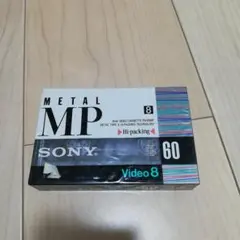 METAL
MP
8
Hi-packing
SONY
60
Video 8